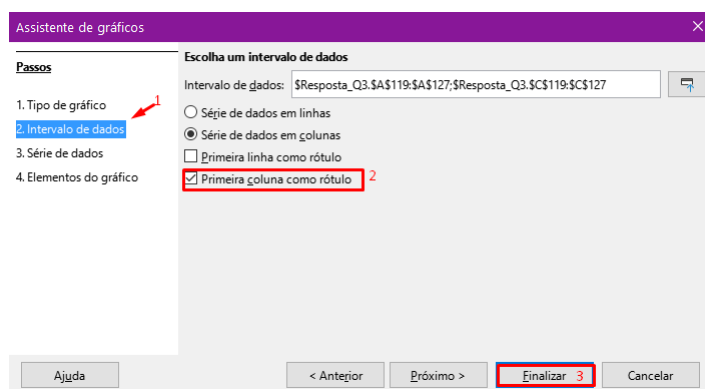 Assistente de gráficos
Passos
1. Tipo de gráfico
1
2. Intervalo de dados
3. Série de dados
4. Elementos do gráfico
Escolha um intervalo de dados
Intervalo de dados: $Resposta_Q3.$A$119:$A$127;$Resposta_Q3.$C$119:$C$127
Série de dados em linhas
Série de dados em colunas
Primeira linha como rótulo
Primeira coluna como rótulo 2
Ajuda < Anterior Próximo > Finalizar 3 Cancelar